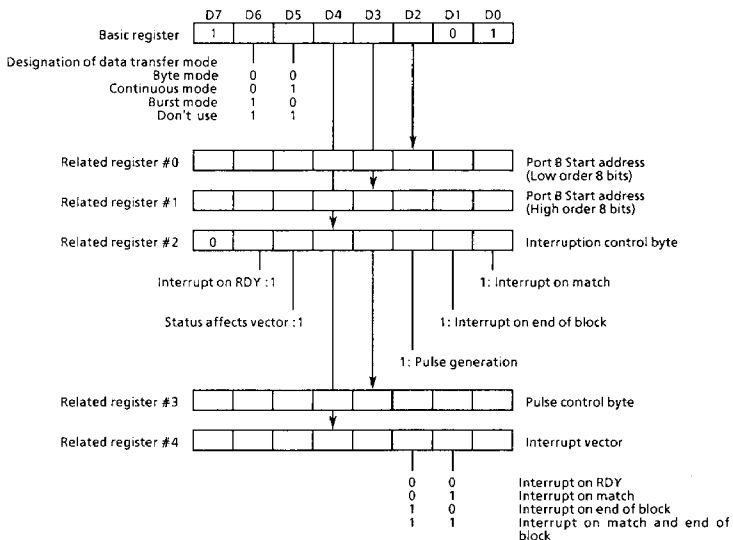 D7 D6 D5 D4 D3 D2 D1 D0
Basic register 1 0 1
Designation of data transfer mode
Byte mode 0 0
Continuous mode 0 1
Burst mode 1 0
Don't use 1 1
Related register #0 Port B Start address
(Low order 8 bits)
Related register #1 Port B Start address
(High order 8 bits)
Related register #2 0 Interruption control byte
Interrupt on RDY : 1 1: Interrupt on match
Status affects vector : 1 1: Interrupt on end of block
1: Pulse generation
Related register #3 Pulse control byte
Related register #4 Interrupt vector
0 0 Interrupt on RDY
0 1 Interrupt on match
1 0 Interrupt on end of block
1 1 Interrupt on match and end of
block